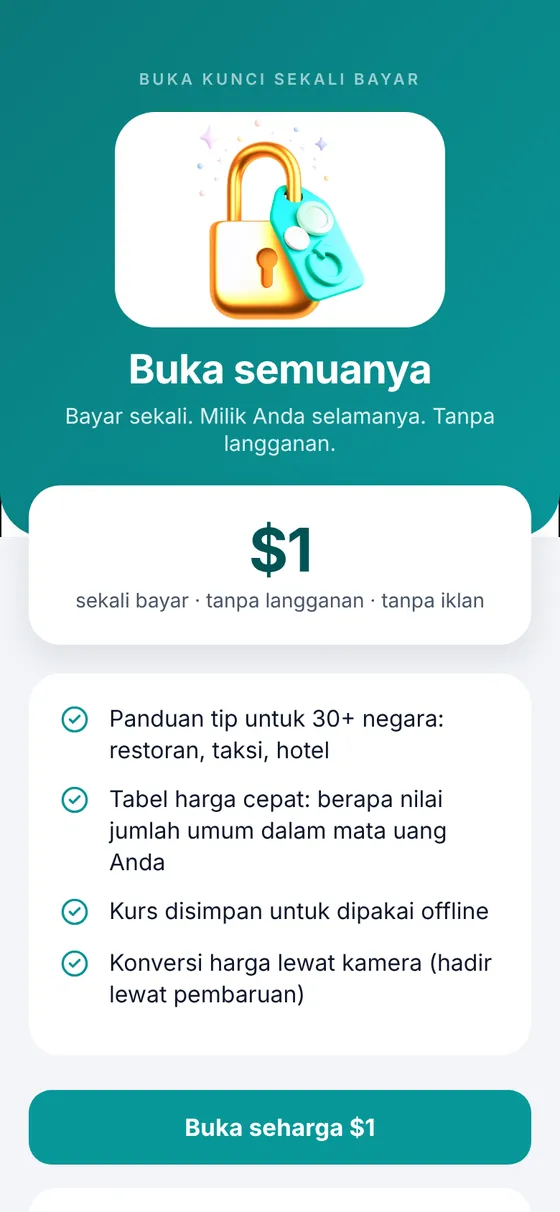 BUKA KUNCI SEKALI BAYAR
Buka semuanya
Bayar sekali. Milik Anda selamanya. Tanpa
langganan.
$1
sekali bayar · tanpa langganan · tanpa iklan
Panduan tip untuk 30+ negara:
restoran, taksi, hotel
Tabel harga cepat: berapa nilai
jumlah umum dalam mata uang
Anda
Kurs disimpan untuk dipakai offline
Konversi harga lewat kamera (hadir
lewat pembaruan)
Buka seharga $1